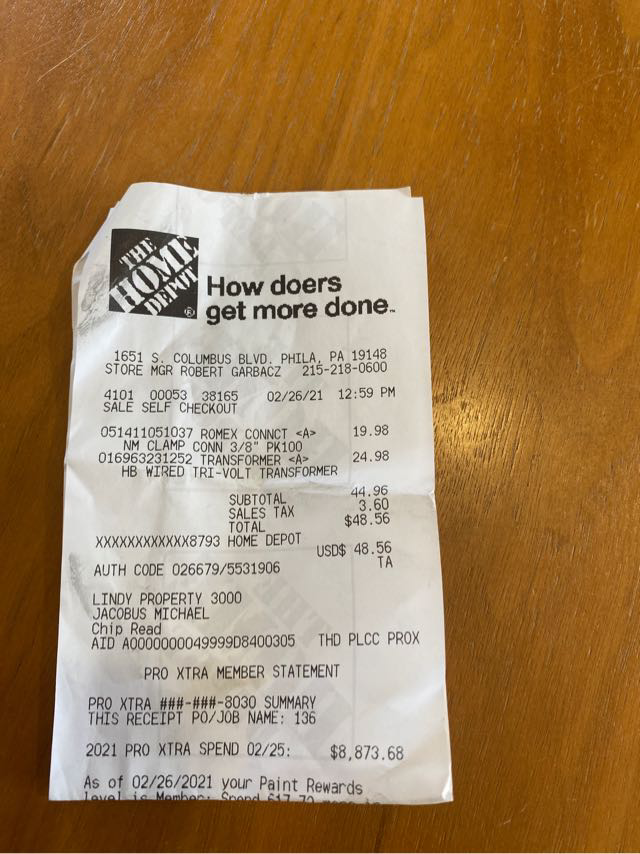 THE
HOME
DEPOT
®
How doers
get more done™
1651 S. COLUMBUS BLVD. PHILA, PA 19148
STORE MGR ROBERT GARBACZ 215-218-0600
4101 00053 38165 02/26/21 12:59 PM
SALE SELF CHECKOUT
051411051037 ROMEX CONNCT <A> 19.98
NM CLAMP CONN 3/8" PK100
016963231252 TRANSFORMER <A> 24.98
HB WIRED TRI-VOLT TRANSFORMER
SUBTOTAL 44.96
SALES TAX 3.60
TOTAL $48.56
XXXXXXXXXXXX8793 HOME DEPOT
USD$ 48.56
AUTH CODE 026679/5531906 TA
LINDY PROPERTY 3000
JACOBUS MICHAEL
Chip Read
AID A0000000049999D8400305 THD PLCC PROX
PRO XTRA MEMBER STATEMENT
PRO XTRA ###-###-8030 SUMMARY
THIS RECEIPT PO/JOB NAME: 136
2021 PRO XTRA SPEND 02/25: $8,873.68
As of 02/26/2021 your Paint Rewards
level is Member; Spend